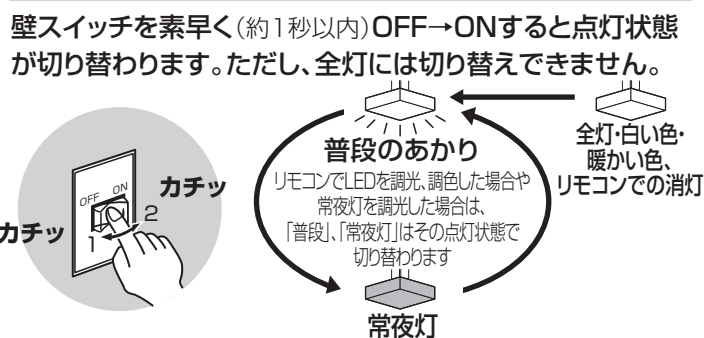 壁スイッチを素早く(約1秒以内)OFF→ONすると点灯状態
が切り替わります。ただし、全灯には切り替えできません。
OFF ON
カチッ
2
カチッ
1
普段のあかり
リモコンでLEDを調光、調色した場合や
常夜灯を調光した場合は、
「普段」、「常夜灯」はその点灯状態で
切り替わります
常夜灯
全灯・白い色・
暖かい色、
リモコンでの消灯